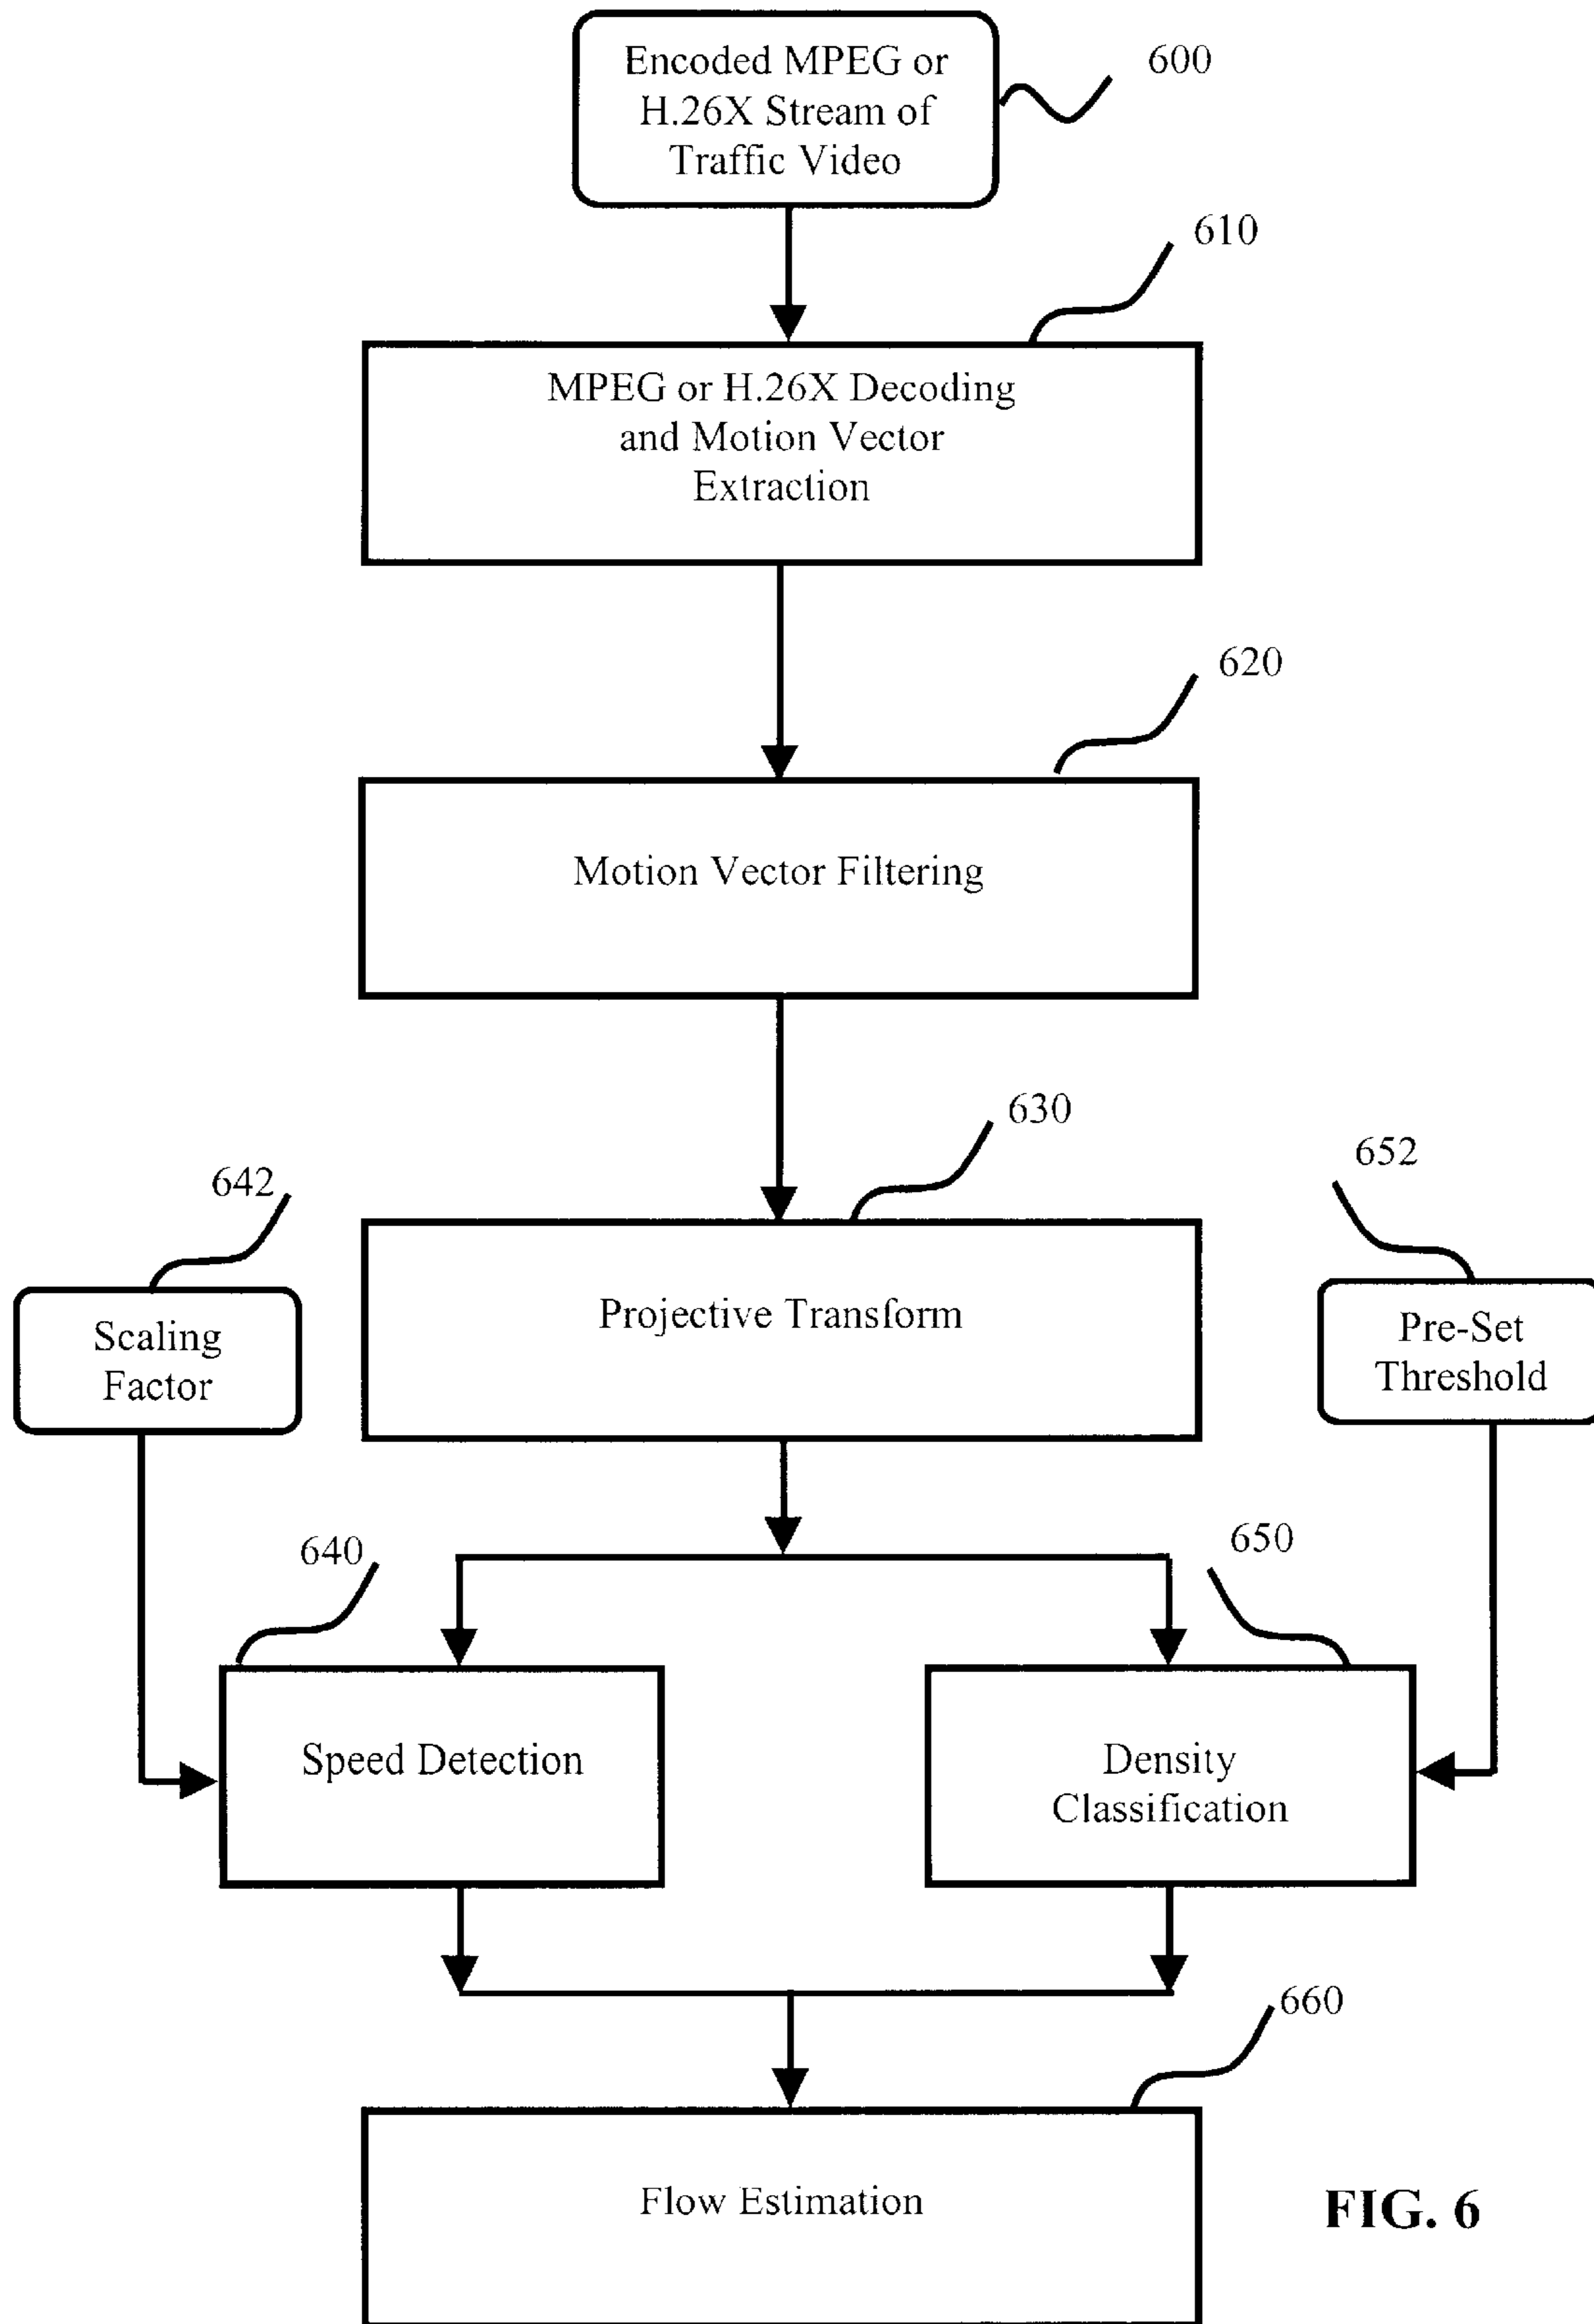 Encoded MPEG or
H.26X Stream of
Traffic Video
600
610
MPEG or H.26X Decoding
and Motion Vector
Extraction
620
Motion Vector Filtering
630
652
642
Projective Transform
Scaling
Factor
Pre-Set
Threshold
640
650
Speed Detection
Density
Classification
660
Flow Estimation
FIG. 6